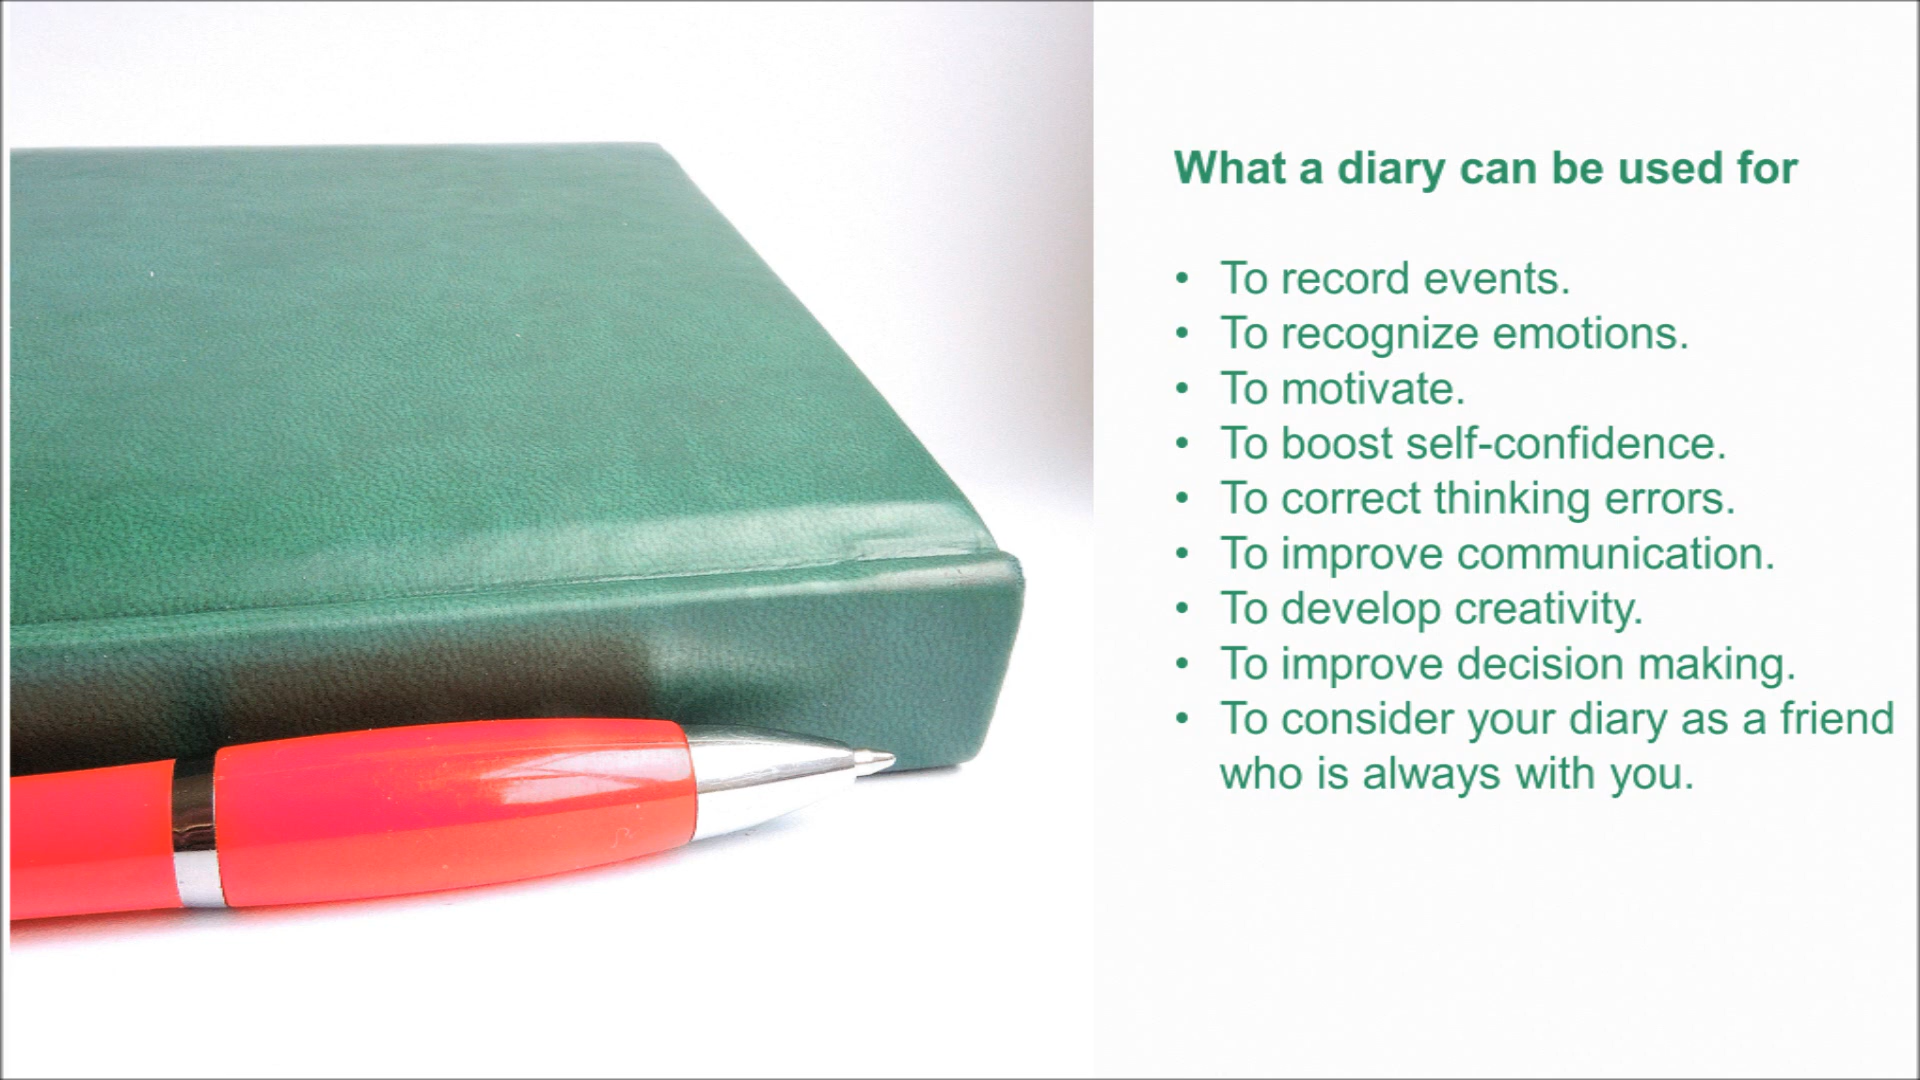 What a diary can be used for
• To record events.
• To recognize emotions.
• To motivate.
• To boost self-confidence.
• To correct thinking errors.
• To improve communication.
• To develop creativity.
• To improve decision making.
• To consider your diary as a friend
who is always with you.